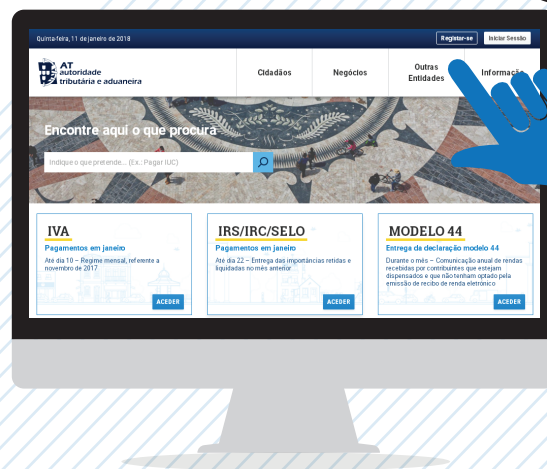 Quinta-feira, 11 de janeiro de 2018
Registar-se
Iniciar Sessão
AT
autoridade
tributária e aduaneira
Cidadãos
Negócios
Outras
Entidades
Encontre aqui o que procura
Indique o que pretende... (Ex.: Pagar IUC)
IVA
Pagamentos em janeiro
Até dia 10 – Regime mensal, referente a
novembro de 2017
ACEDER
IRS/IRC/SELO
Pagamentos em janeiro
Até dia 22 – Entrega das importâncias retidas e
liquidadas no mês anterior
ACEDER
MODELO 44
Entrega da declaração modelo 44
Durante o mês – Comunicação anual de rendas
recebidas por contribuintes que estejam
dispensados e que não tenham optado pela
emissão de recibo de renda eletrónico
ACEDER